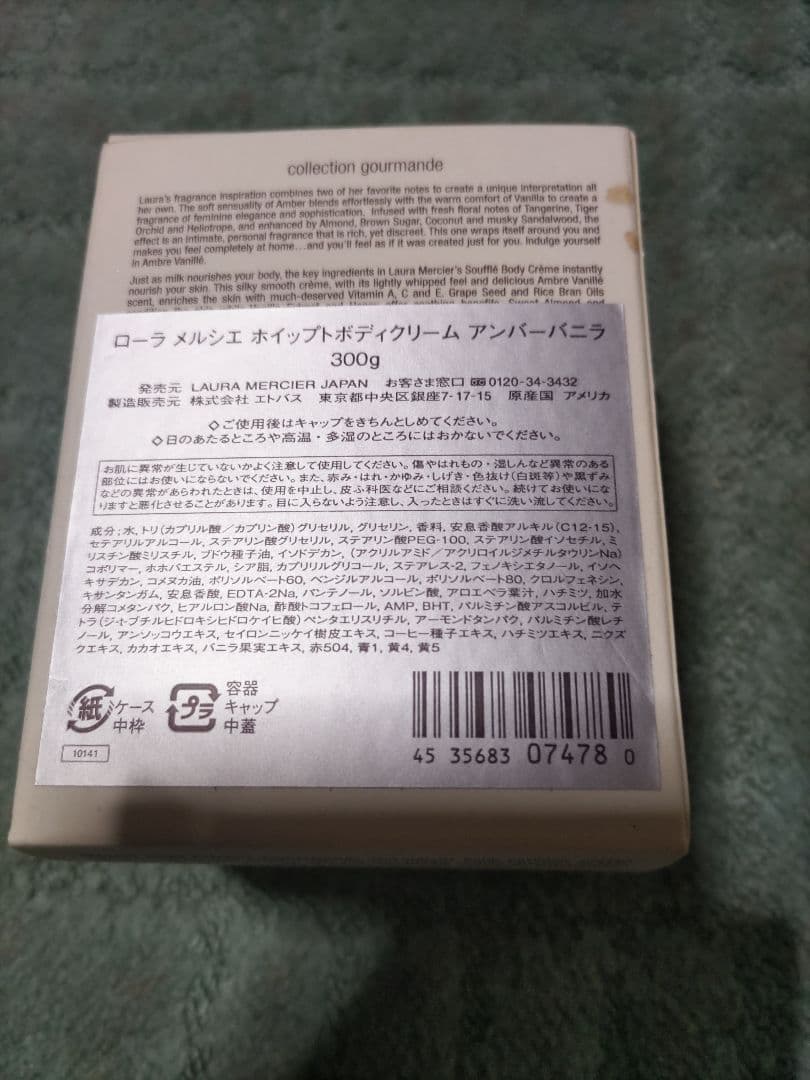 collection gourmande
Laura's fragrance inspiration combines two of her favorite notes to create a unique interpretation all
her own. The soft sensuality of Amber blends effortlessly with the warm comfort of Vanilla to create a
fragrance of feminine elegance and sophistication. Infused with fresh floral notes of Tangerine, Tiger
Orchid and Heliotrope, and enhanced by Almond, Brown Sugar, Coconut and musky Sandalwood, the
effect is an intimate, personal fragrance that is rich, yet discreet. This one wraps itself around you and
makes you feel completely at home...and you'll feel as if it was created just for you. Indulge yourself
in Ambre Vanillé.
Just as milk nourishes your body, the key ingredients in Laura Mercier's Soufflé Body Crème instantly
nourish your skin. This silky smooth crème, with its lightly whipped feel and delicious Ambre Vanillé
scent, enriches the skin with much-deserved Vitamin A, C and E. Grape Seed and Rice Bran Oils
ローラ メルシエ ホイップトボディクリーム アンバーバニラ
300g
発売元 LAURA MERCIER JAPAN お客さま窓口 0120-34-3432
製造販売元 株式会社 エトバス 東京都中央区銀座7-17-15 原産国 アメリカ
◇ご使用後はキャップをきちんとしめてください。
◇日のあたるところや高温・多湿のところにはおかないでください。
お肌に異常が生じていないかよく注意して使用してください。傷やはれもの・湿しんなど異常のある
部位にはお使いにならないでください。また、赤み・はれ・かゆみ・しげき・色抜け(白斑等)や黒ずみ
などの異常があらわれたときは、使用を中止し、皮ふ科医などにご相談ください。続けてお使いにな
りますと悪化させることがあります。目に入らないよう注意し、入ったときはすぐに洗い流してください。
成分;水,トリ(カプリル酸/カプリン酸)グリセリル, グリセリン, 香料, 安息香酸アルキル(C12-15),
セテアリルアルコール, ステアリン酸グリセリル, ステアリン酸PEG-100, ステアリン酸イソセチル, ミ
リスチン酸ミリスチル, ブドウ種子油, イソドデカン, (アクリルアミド/アクリロイルジメチルタウリンNa)
コポリマー, ホホバエステル, シア脂, カプリリルグリコール, ステアレス-2, フェノキシエタノール, イソヘ
キサデカン, コメヌカ油, ポリソルベート60, ベンジルアルコール, ポリソルベート80, クロルフェネシン,
キサンタンガム, 安息香酸, EDTA-2Na, パンテノール, ソルビン酸, アロエベラ葉汁, ハチミツ, 加水
分解コメタンパク, ヒアルロン酸Na, 酢酸トコフェロール, AMP, BHT, パルミチン酸アスコルビル, テ
トラ(ジ-t-ブチルヒドロキシヒドロケイヒ酸)ペンタエリスリチル, アーモンドタンパク, パルミチン酸レチ
ノール, アンソッコウエキス, セイロンニッケイ樹皮エキス, コーヒー種子エキス, ハチミツエキス, ニクズ
クエキス, カカオエキス, バニラ果実エキス, 赤504, 青1, 黄4, 黄5
紙 ケース
中枠
プラ 容器
キャップ
中蓋
10141
45 35683 07478 0